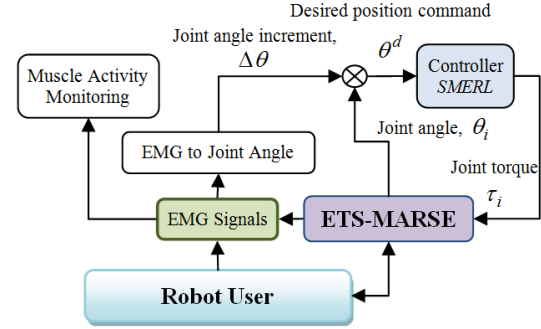 Desired position command
Joint angle increment,
Δθ
θ^d
Controller
SMERL
Muscle Activity
Monitoring
Joint angle, θ_i
EMG to Joint Angle
Joint torque
τ_i
EMG Signals
ETS-MARSE
Robot User